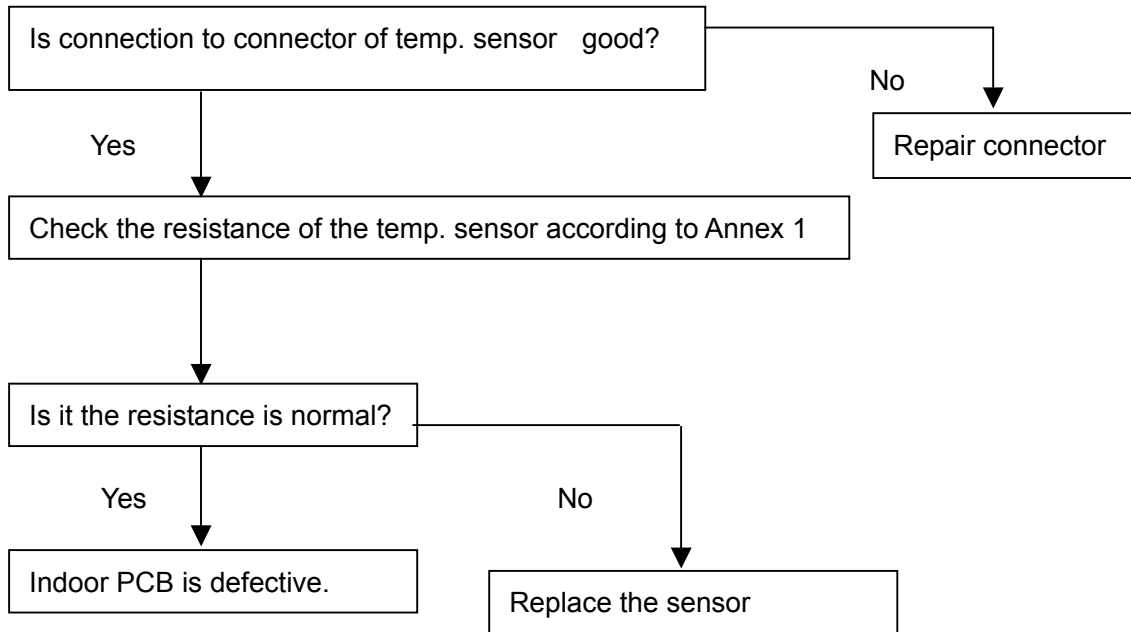 Is connection to connector of temp. sensor good?
No
Yes
Repair connector
Check the resistance of the temp. sensor according to Annex 1
Is it the resistance is normal?
Yes
No
Indoor PCB is defective.
Replace the sensor